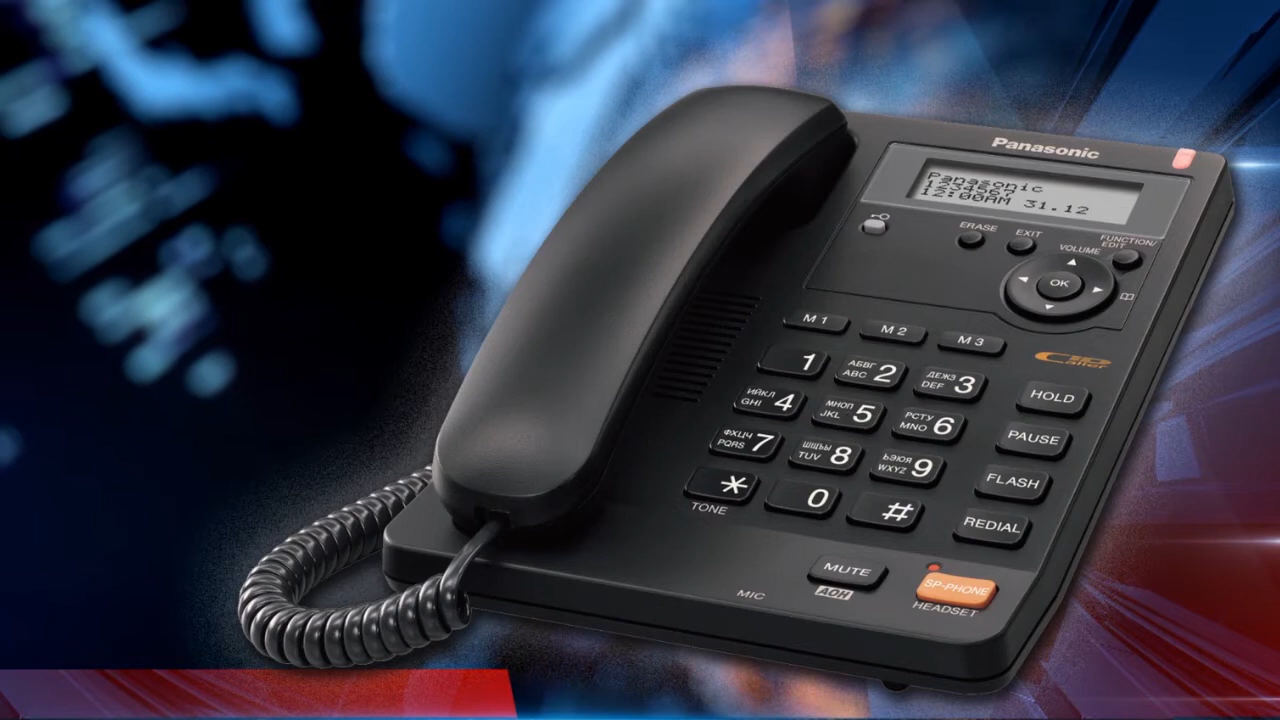 Panasonic
Panasonic
1234567
12:00AM 31.12
ERASE
EXIT
FUNCTION/
EDIT
VOLUME
OK
M 1
M 2
M 3
Caller
1
АБВГ
ABC 2
ДЕЖЗ
DEF 3
HOLD
ИЙКЛ
GHI 4
МНОП
JKL 5
РСТУ
MNO 6
PAUSE
ФХЦЧ
PQRS 7
ШЩЪЫ
TUV 8
ЬЭЮЯ
WXYZ 9
FLASH
*
TONE
0
#
REDIAL
MIC
MUTE
АОН
SP-PHONE
HEADSET